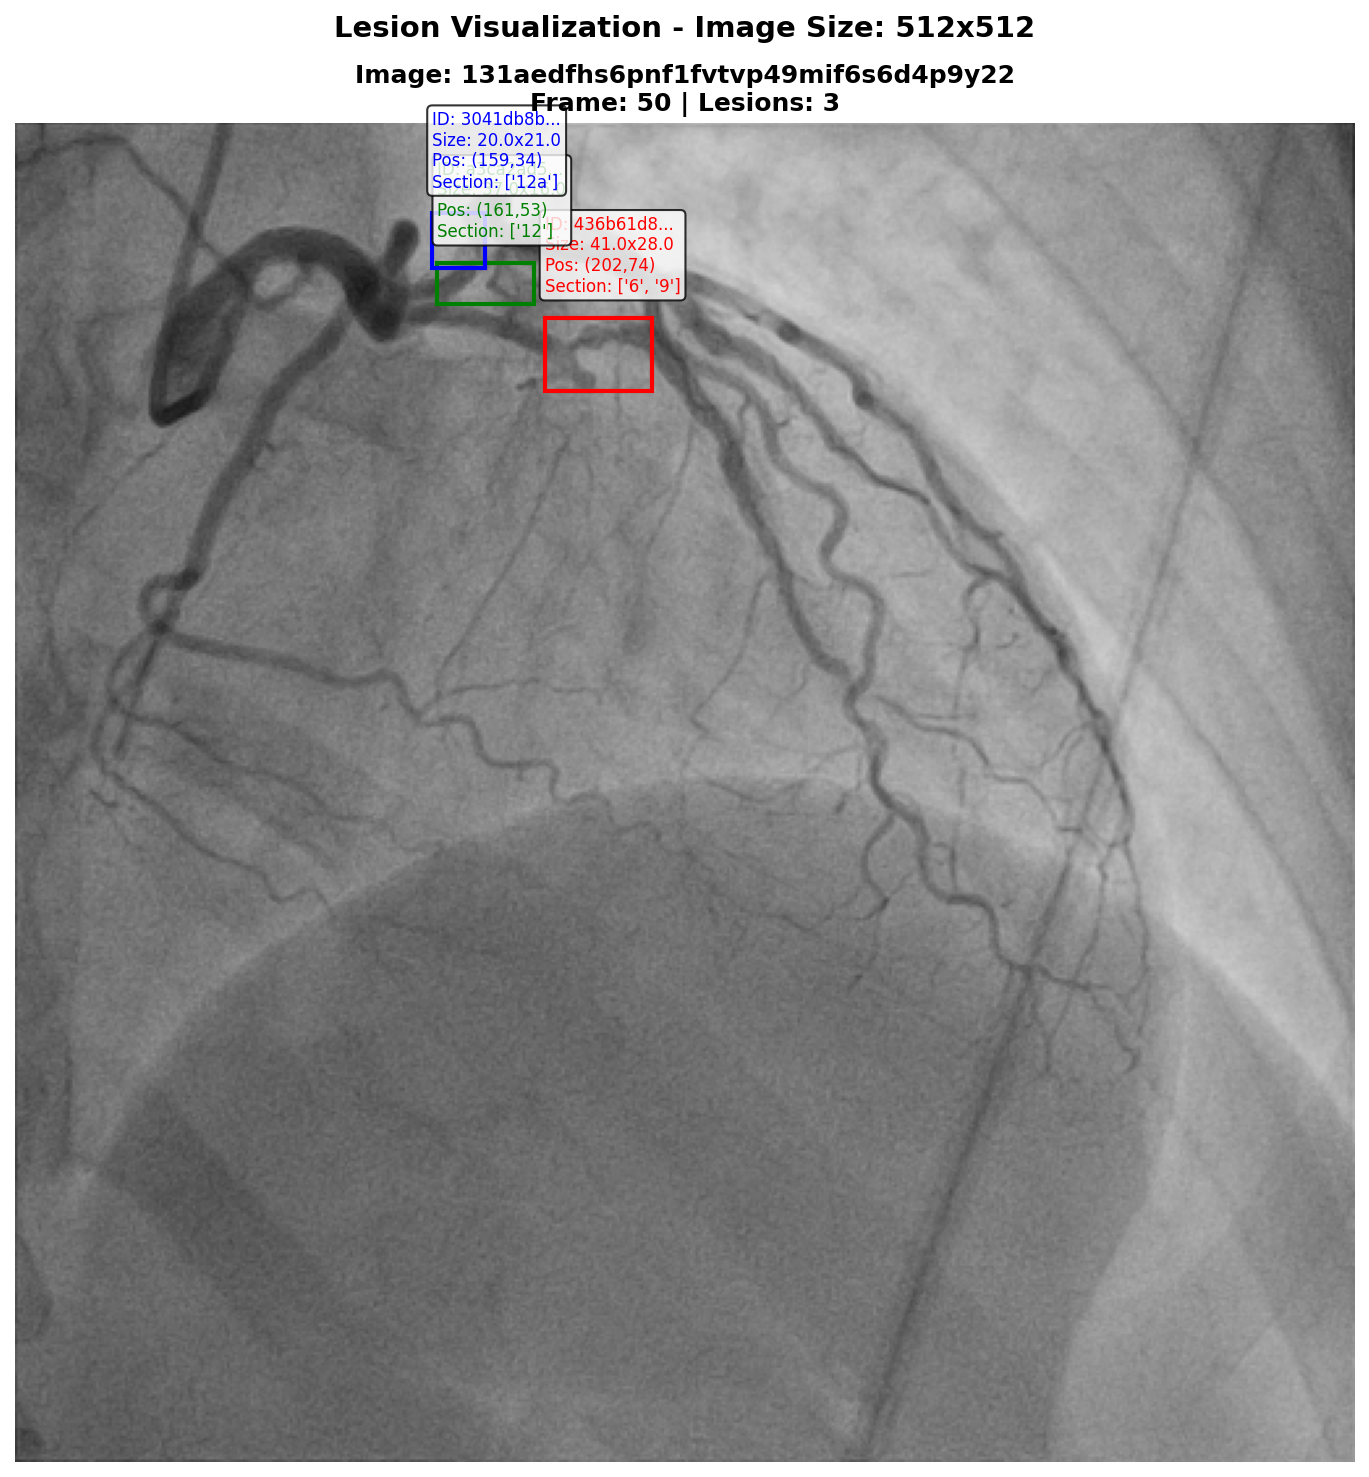 Lesion Visualization - Image Size: 512x512
Image: 131aedfhs6pnf1fvtvp49mif6s6d4p9y22
Frame: 50 | Lesions: 3
ID: 3041db8b...
Size: 20.0x21.0
Pos: (159,34)
Section: ['12a']
Pos: (161,53)
Section: ['12']
ID: 436b61d8...
Size: 41.0x28.0
Pos: (202,74)
Section: ['6', '9']